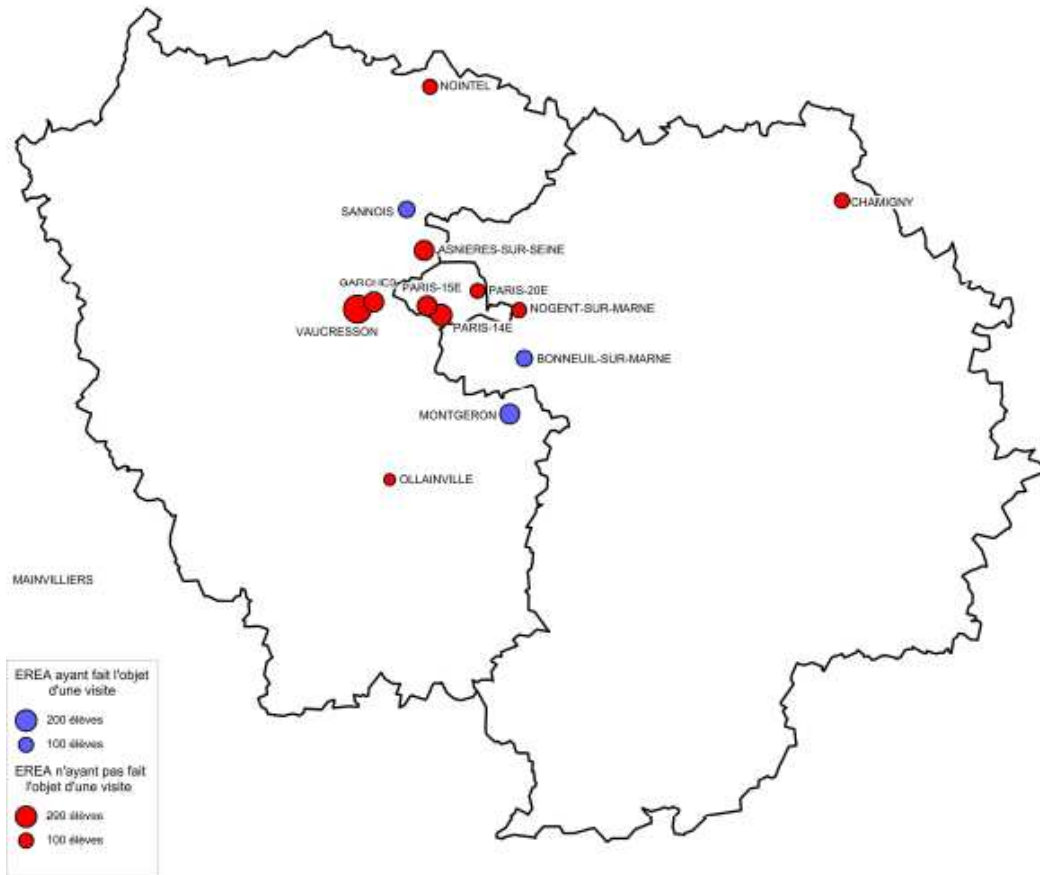 NOINTEL
CHAMIGNY
SANNOIS
ASNIERES-SUR-SEINE
PARIS-15E
PARIS-20E
NOGENT-SUR-MARNE
VAUCRESSON
PARIS-14E
BONNEUIL-SUR-MARNE
MONTGERON
OLLAINVILLE
MAINVILLIERS
EREA ayant fait l'objet
d'une visite
200 élèves
100 élèves
EREA n'ayant pas fait
l'objet d'une visite
200 élèves
100 élèves